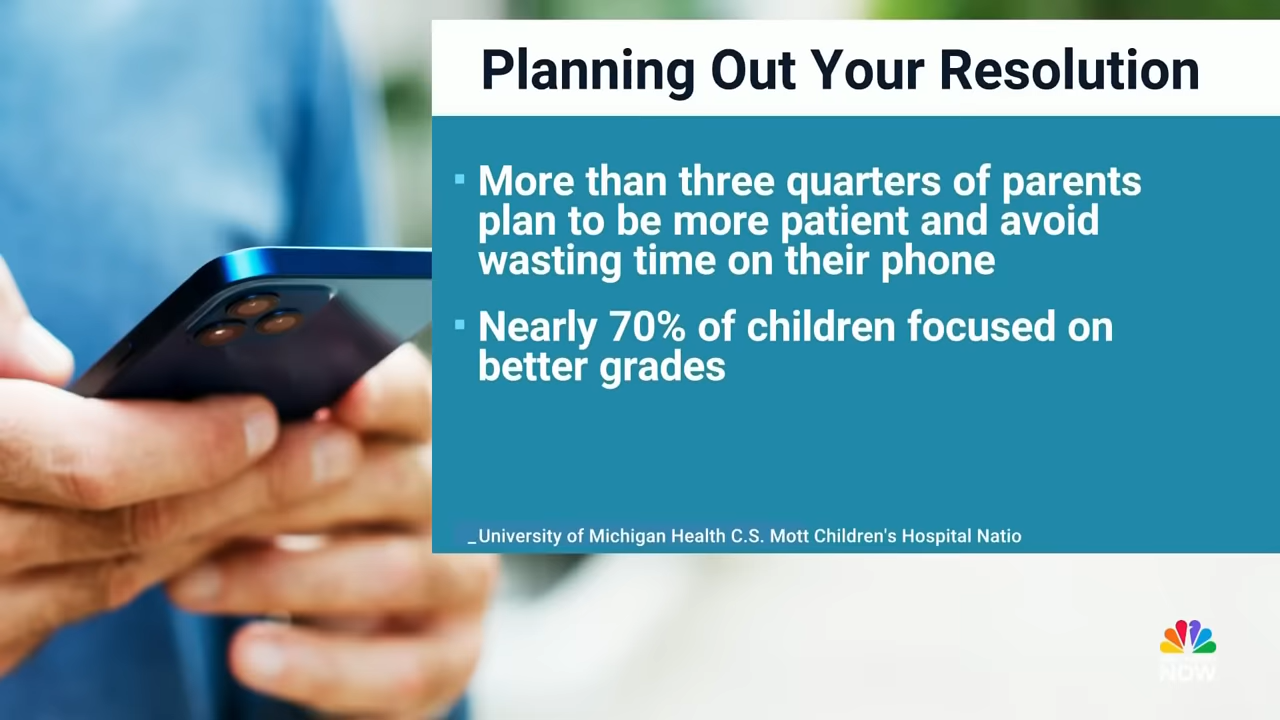 Planning Out Your Resolution
▪ More than three quarters of parents
plan to be more patient and avoid
wasting time on their phone
▪ Nearly 70% of children focused on
better grades
_University of Michigan Health C.S. Mott Children's Hospital Natio
NOW